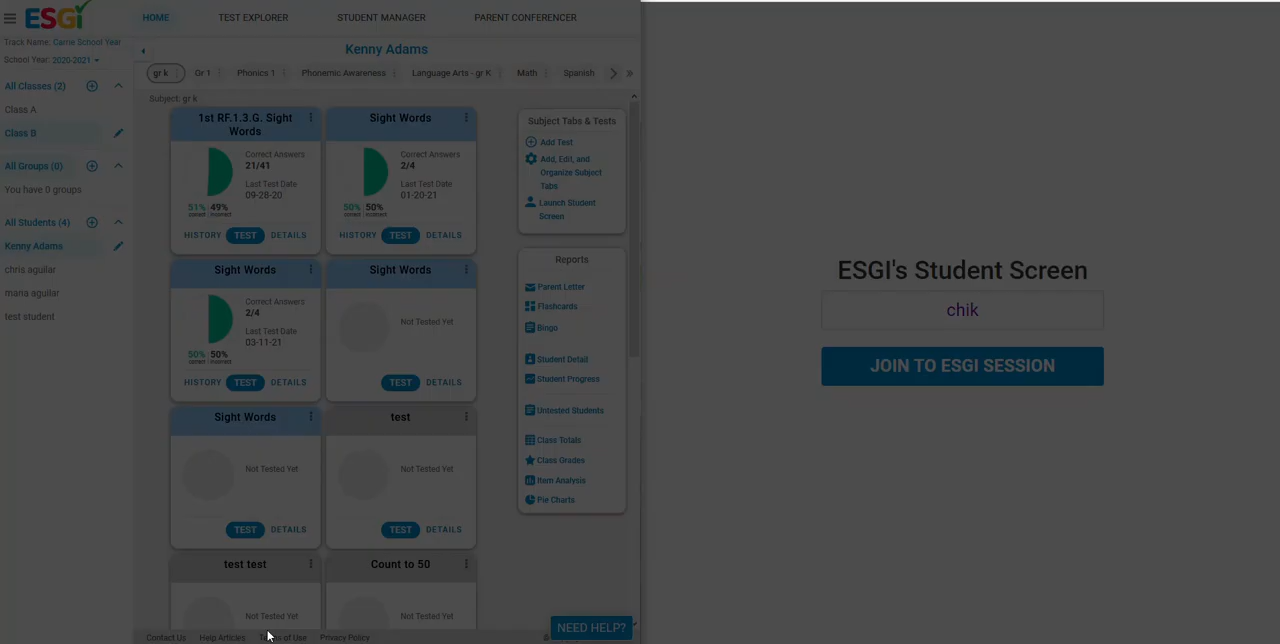 ESGi
HOME
TEST EXPLORER
STUDENT MANAGER
PARENT CONFERENCER
Track Name: Carrie School Year
School Year: 2020-2021
All Classes (2)
Class A
Class B
All Groups (0)
You have 0 groups
All Students (4)
Kenny Adams
chris aguilar
mana aguilar
test student
Kenny Adams
gr k
Gr 1
Phonics 1
Phonemic Awareness
Language Arts - gr K
Math
Spanish
Subject: gr k
1st RF.1.3.G. Sight
Words
Correct Answers
21/41
Last Test Date
09-28-20
51% 49%
correct incorrect
HISTORY TEST DETAILS
Sight Words
Correct Answers
2/4
Last Test Date
01-20-21
50% 50%
correct incorrect
HISTORY TEST DETAILS
Sight Words
Correct Answers
2/4
Last Test Date
03-11-21
50% 50%
correct incorrect
HISTORY TEST DETAILS
Sight Words
Not Tested Yet
TEST DETAILS
Sight Words
Not Tested Yet
TEST DETAILS
test
Not Tested Yet
TEST DETAILS
test test
Not Tested Yet
Count to 50
Not Tested Yet
Subject Tabs & Tests
Add Test
Add, Edit, and
Organize Subject
Tabs
Launch Student
Screen
Reports
Parent Letter
Flashcards
Bingo
Student Detail
Student Progress
Untested Students
Class Totals
Class Grades
Item Analysis
Pie Charts
NEED HELP?
Contact Us
Help Articles
Terms of Use
Privacy Policy
ESGI's Student Screen
chik
JOIN TO ESGI SESSION